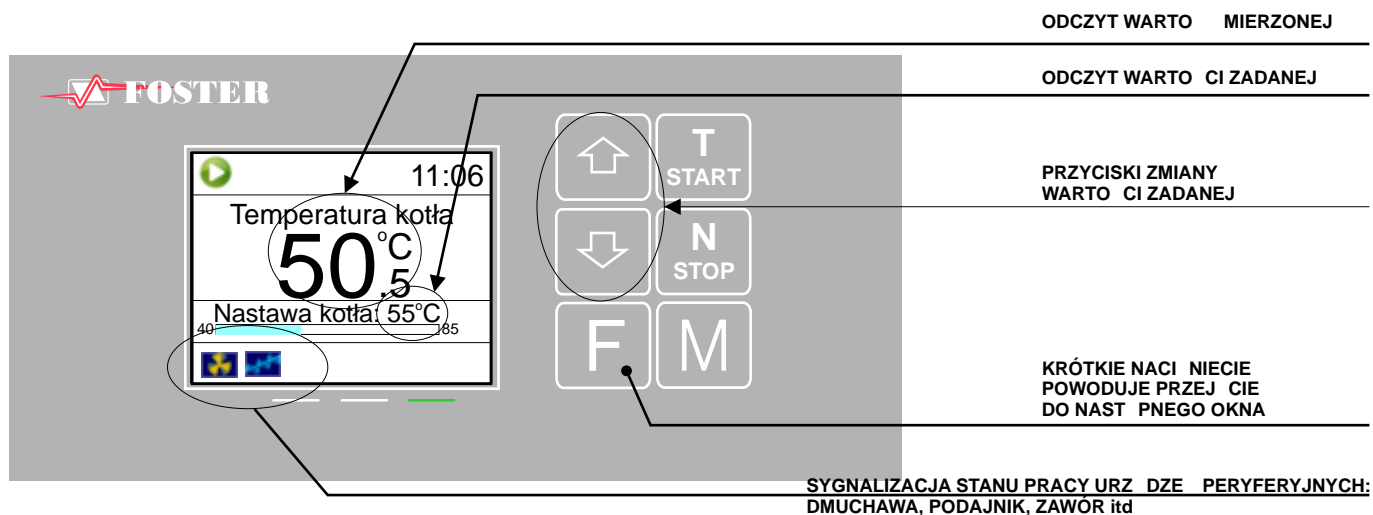 ODCZYT WARTO MIERZONEJ
ODCZYT WARTO CI ZADANEJ
FOSTER
11:06
Temperatura kotła
50.5°C
Nastawa kotła: 55°C
40 85
T
START
N
STOP
F M
PRZYCISKI ZMIANY
WARTO CI ZADANEJ
KRÓTKIE NACI NIECIE
POWODUJE PRZEJ CIE
DO NAST PNEGO OKNA
SYGNALIZACJA STANU PRACY URZ DZE PERYFERYJNYCH:
DMUCHAWA, PODAJNIK, ZAWÓR itd